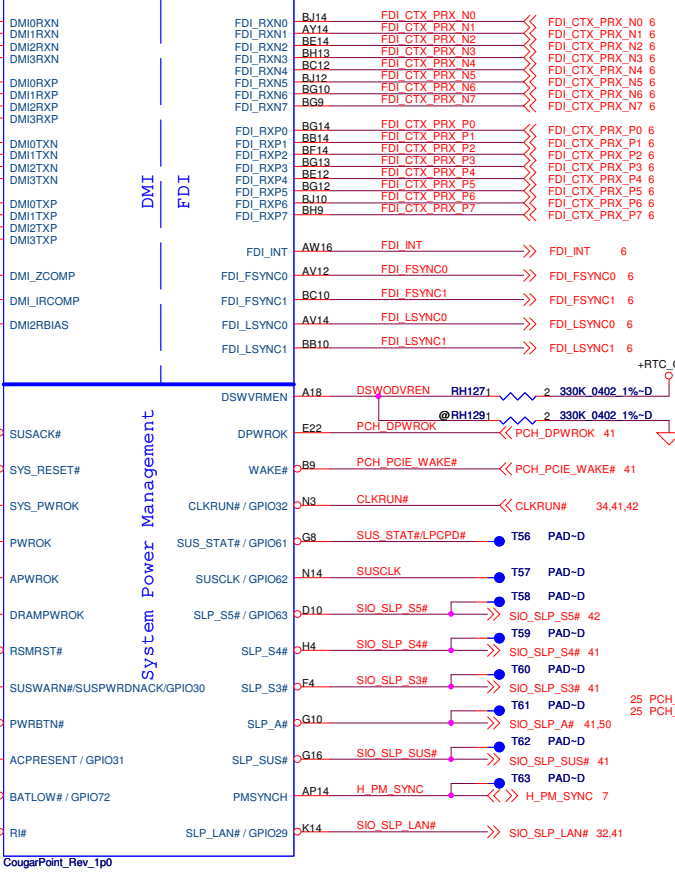 DMI0RXN FDI_RXN0 BJ14 FDI_CTX_PRX_N0 FDI_CTX_PRX_N0 6
DMI1RXN FDI_RXN1 AY14 FDI_CTX_PRX_N1 FDI_CTX_PRX_N1 6
DMI2RXN FDI_RXN2 BE14 FDI_CTX_PRX_N2 FDI_CTX_PRX_N2 6
DMI3RXN FDI_RXN3 BH13 FDI_CTX_PRX_N3 FDI_CTX_PRX_N3 6
FDI_RXN4 BC12 FDI_CTX_PRX_N4 FDI_CTX_PRX_N4 6
DMI0RXP FDI_RXN5 BJ12 FDI_CTX_PRX_N5 FDI_CTX_PRX_N5 6
DMI1RXP FDI_RXN6 BG10 FDI_CTX_PRX_N6 FDI_CTX_PRX_N6 6
DMI2RXP FDI_RXN7 BG9 FDI_CTX_PRX_N7 FDI_CTX_PRX_N7 6
DMI3RXP
FDI_RXP0 BG14 FDI_CTX_PRX_P0 FDI_CTX_PRX_P0 6
DMI0TXN FDI_RXP1 BB14 FDI_CTX_PRX_P1 FDI_CTX_PRX_P1 6
DMI1TXN FDI_RXP2 BF14 FDI_CTX_PRX_P2 FDI_CTX_PRX_P2 6
DMI2TXN FDI_RXP3 BG13 FDI_CTX_PRX_P3 FDI_CTX_PRX_P3 6
DMI3TXN FDI_RXP4 BE12 FDI_CTX_PRX_P4 FDI_CTX_PRX_P4 6
FDI_RXP5 BG12 FDI_CTX_PRX_P5 FDI_CTX_PRX_P5 6
DMI0TXP FDI_RXP6 BJ10 FDI_CTX_PRX_P6 FDI_CTX_PRX_P6 6
DMI1TXP FDI_RXP7 BH9 FDI_CTX_PRX_P7 FDI_CTX_PRX_P7 6
DMI2TXP
DMI3TXP
DMI
FDI
FDI_INT AW16 FDI_INT FDI_INT 6
DMI_ZCOMP FDI_FSYNC0 AV12 FDI_FSYNC0 FDI_FSYNC0 6
DMI_IRCOMP FDI_FSYNC1 BC10 FDI_FSYNC1 FDI_FSYNC1 6
DMI2RBIAS FDI_LSYNC0 AV14 FDI_LSYNC0 FDI_LSYNC0 6
FDI_LSYNC1 BB10 FDI_LSYNC1 FDI_LSYNC1 6
+RTC_
DSWVRMEN A18 DSWODVREN RH127 1 2 330K_0402_1%~D
@RH129 1 2 330K_0402_1%~D
System Power Management
SUSACK# DPWROK E22 PCH_DPWROK PCH_DPWROK 41
SYS_RESET# WAKE# B9 PCH_PCIE_WAKE# PCH_PCIE_WAKE# 41
SYS_PWROK CLKRUN# / GPIO32 N3 CLKRUN# CLKRUN# 34,41,42
PWROK SUS_STAT# / GPIO61 G8 SUS_STAT#/LPCPD# T56 PAD~D
APWROK SUSCLK / GPIO62 N14 SUSCLK T57 PAD~D
T58 PAD~D
DRAMPWROK SLP_S5# / GPIO63 D10 SIO_SLP_S5# SIO_SLP_S5# 42
T59 PAD~D
RSMRST# SLP_S4# H4 SIO_SLP_S4# SIO_SLP_S4# 41
T60 PAD~D
SUSWARN#/SUSPWRDNACK/GPIO30 SLP_S3# F4 SIO_SLP_S3# SIO_SLP_S3# 41
25 PCH_
T61 PAD~D 25 PCH_
PWRBTN# SLP_A# G10 SIO_SLP_A# SIO_SLP_A# 41,50
T62 PAD~D
ACPRESENT / GPIO31 SLP_SUS# G16 SIO_SLP_SUS# SIO_SLP_SUS# 41
T63 PAD~D
BATLOW# / GPIO72 PMSYNCH AP14 H_PM_SYNC H_PM_SYNC 7
RI# SLP_LAN# / GPIO29 K14 SIO_SLP_LAN# SIO_SLP_LAN# 32,41
CougarPoint_Rev_1p0